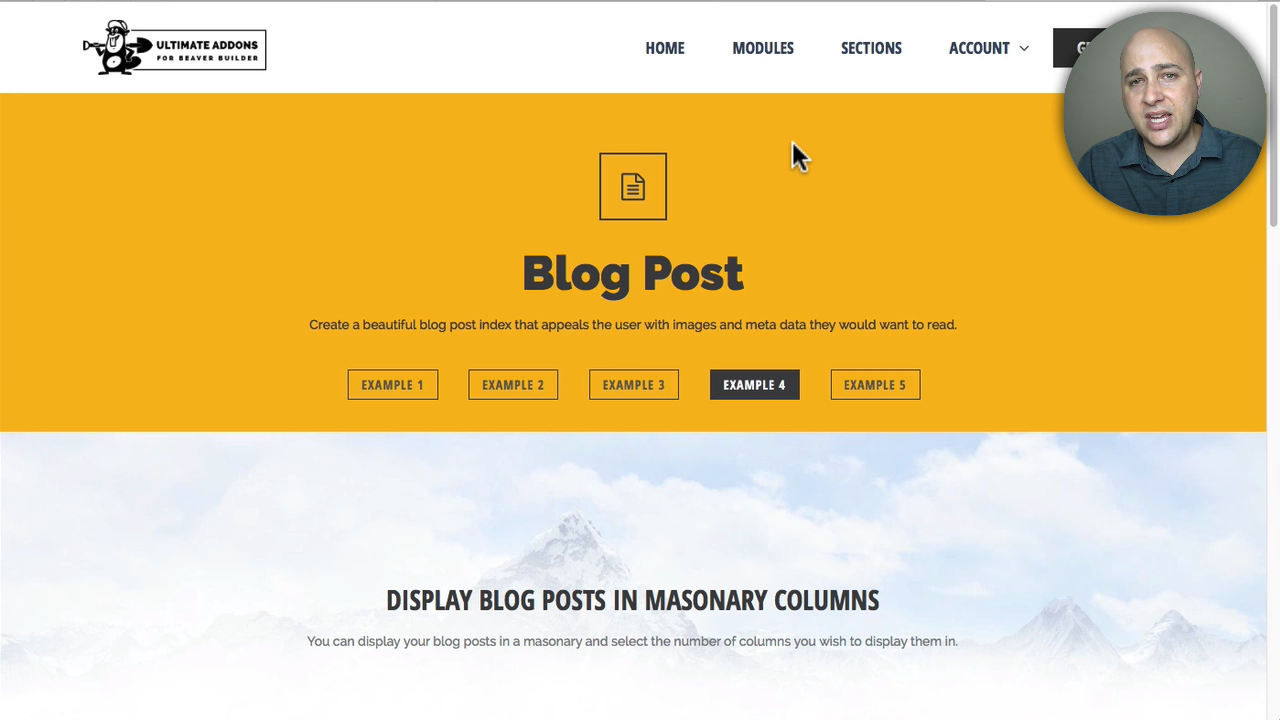 ULTIMATE ADDONS
FOR BEAVER BUILDER
HOME
MODULES
SECTIONS
ACCOUNT
Blog Post
Create a beautiful blog post index that appeals the user with images and meta data they would want to read.
EXAMPLE 1
EXAMPLE 2
EXAMPLE 3
EXAMPLE 4
EXAMPLE 5
DISPLAY BLOG POSTS IN MASONARY COLUMNS
You can display your blog posts in a masonary and select the number of columns you wish to display them in.